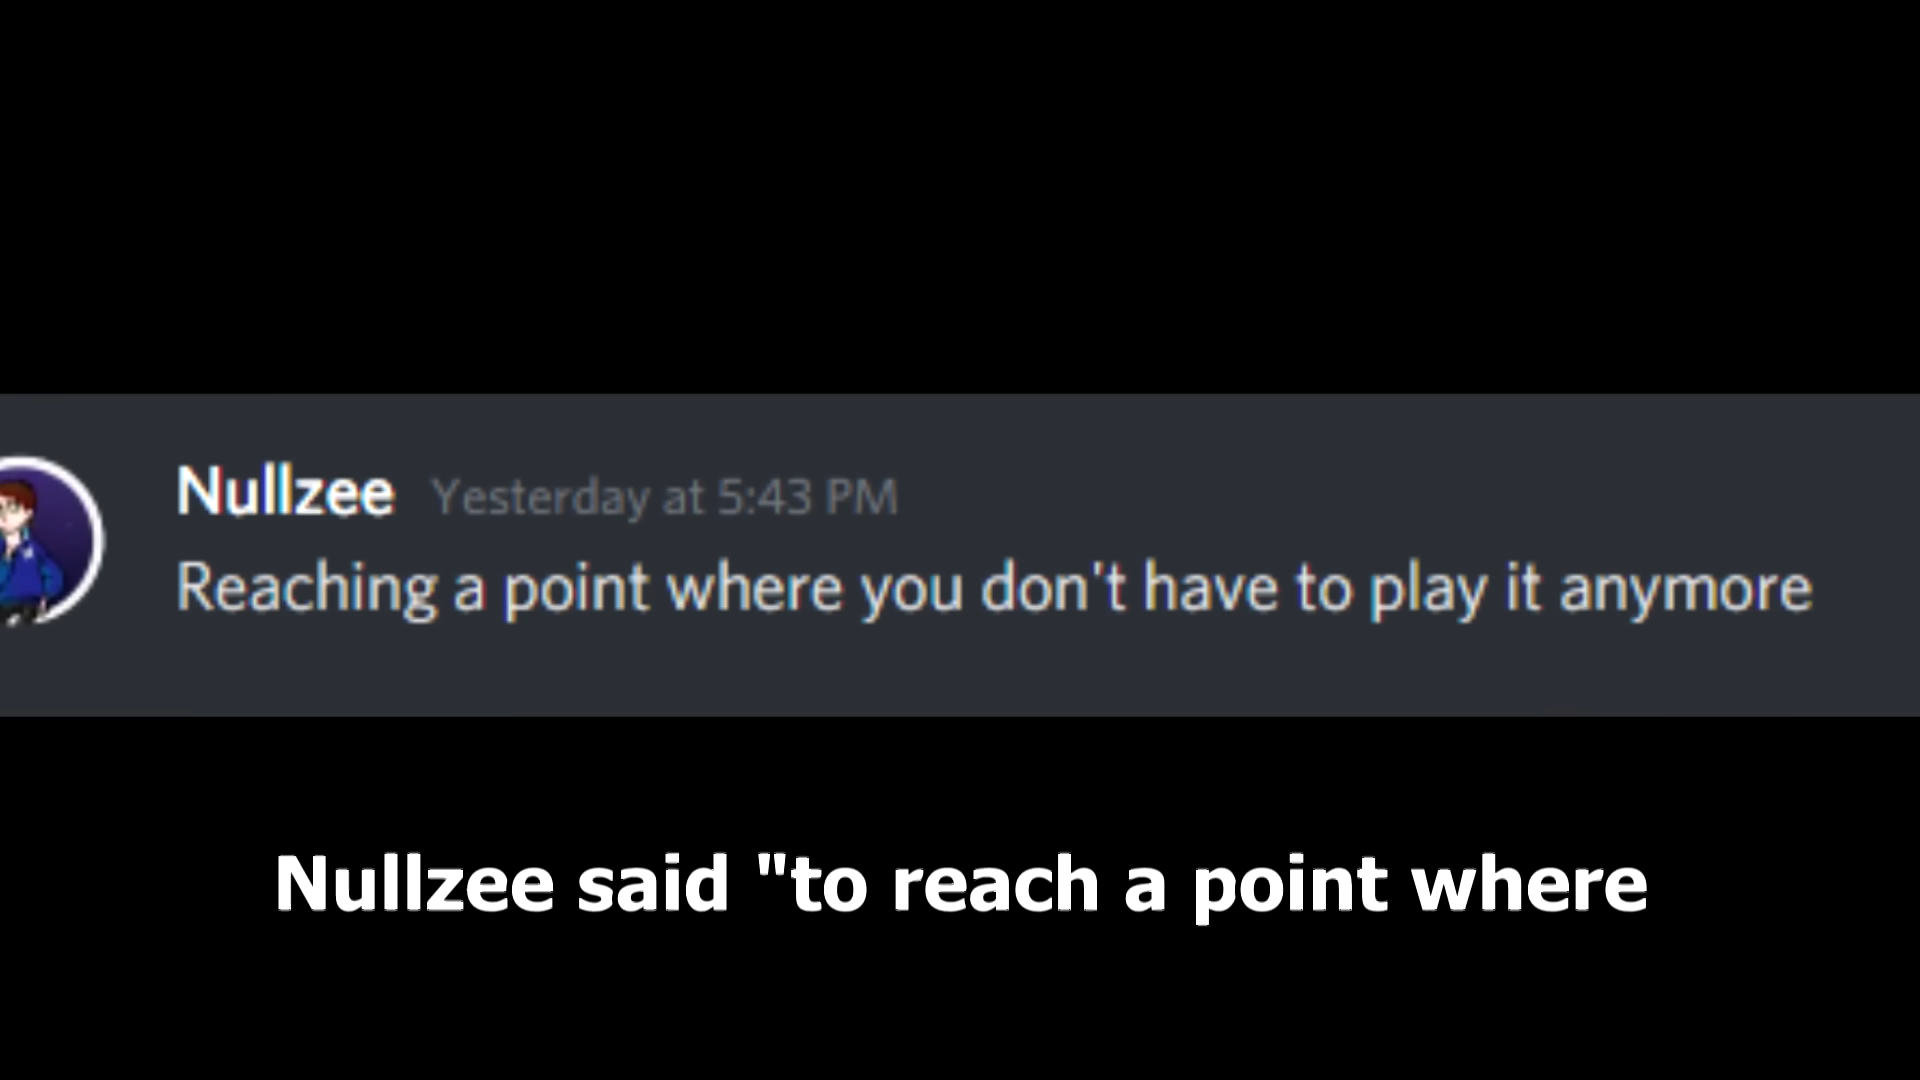 Nullzee Yesterday at 5:43 PM
Reaching a point where you don't have to play it anymore
Nullzee said "to reach a point where